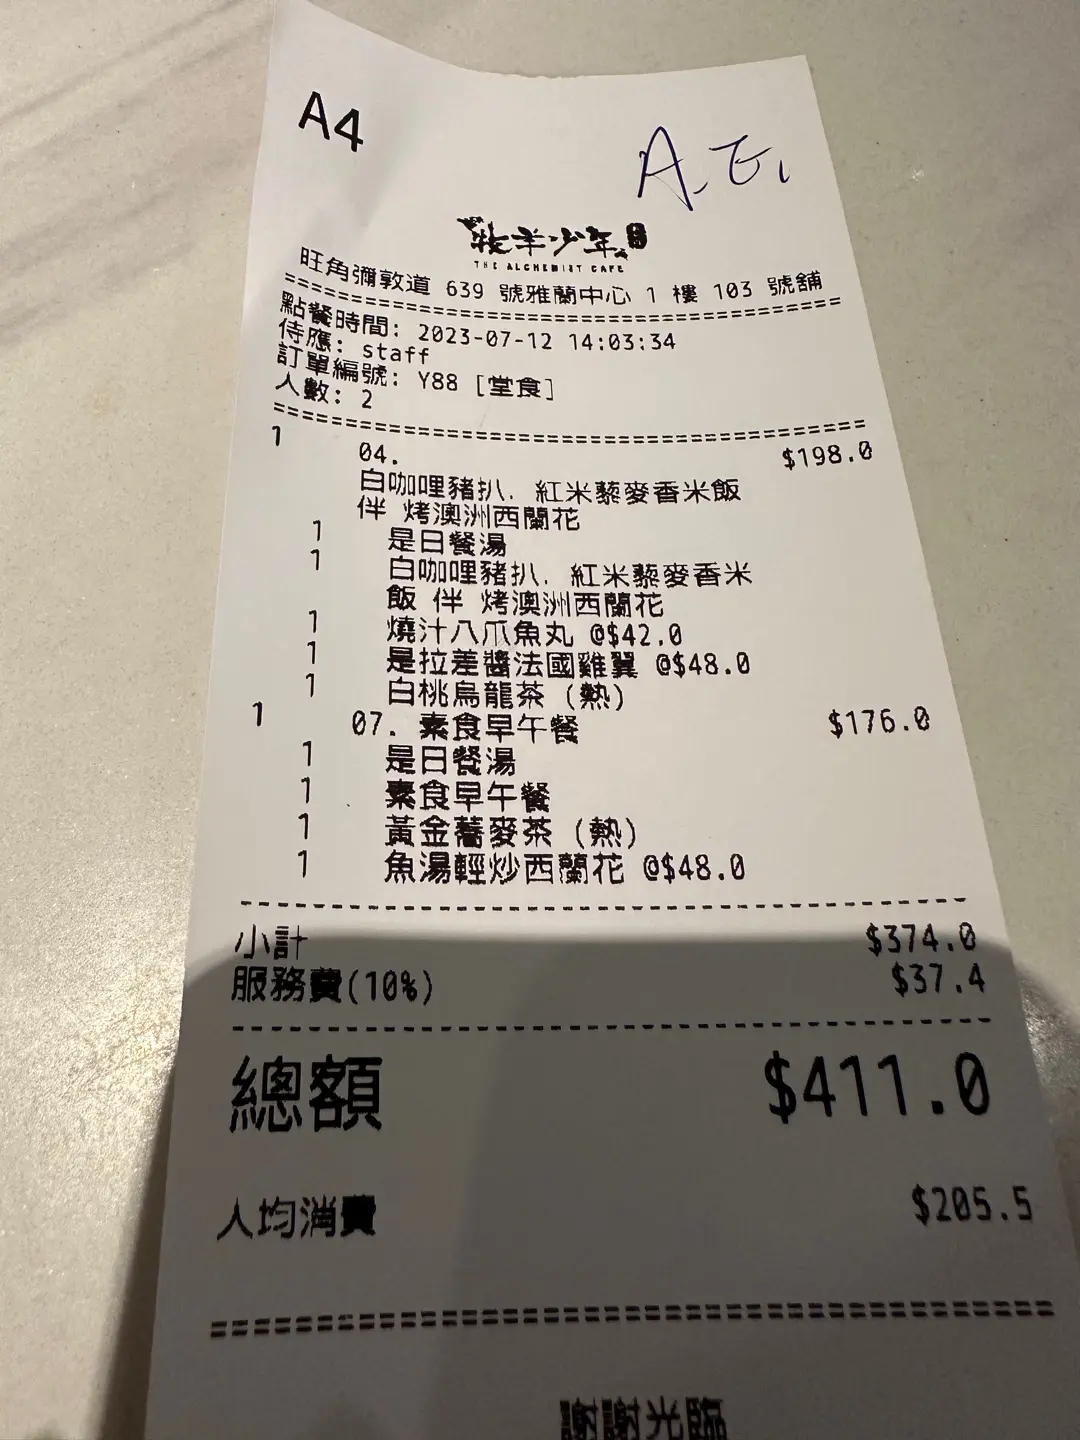 A4
牧羊少年
THE ALCHEMIST CAFE
旺角彌敦道 639 號雅蘭中心 1 樓 103 號舖
================================
點餐時間: 2023-07-12 14:03:34
侍應: staff
訂單編號: Y88 [堂食]
人數: 2
================================
1 04. $198.0
白咖哩豬扒. 紅米藜麥香米飯
伴 烤澳洲西蘭花
1 是日餐湯
1 白咖哩豬扒. 紅米藜麥香米
飯 伴 烤澳洲西蘭花
1 燒汁八爪魚丸 @$42.0
1 是拉差醬法國雞翼 @$48.0
1 白桃烏龍茶 (熱)
1 07. 素食早午餐 $176.0
1 是日餐湯
1 素食早午餐
1 黃金蕎麥茶 (熱)
1 魚湯輕炒西蘭花 @$48.0
--------------------------------
小計 $374.0
服務費(10%) $37.4
--------------------------------
總額 $411.0
人均消費 $205.5
================================
謝謝光臨